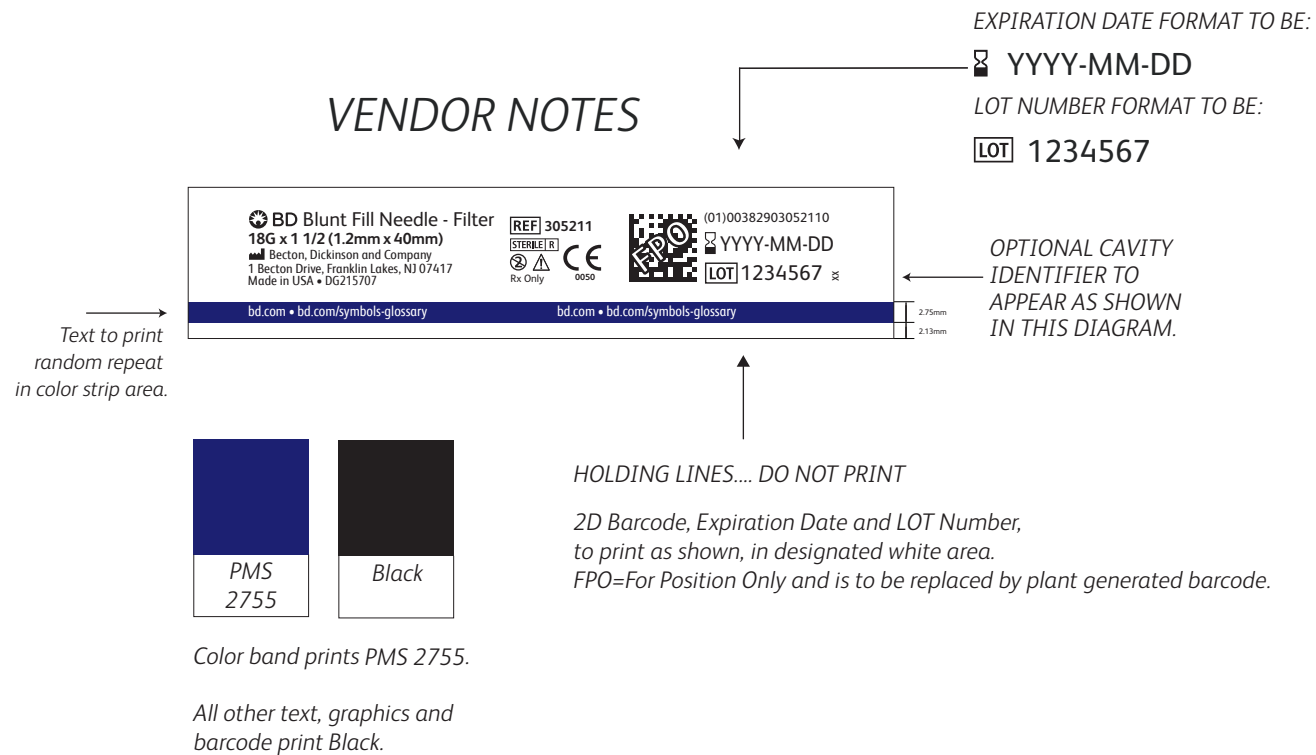 EXPIRATION DATE FORMAT TO BE:
YYYY-MM-DD
LOT NUMBER FORMAT TO BE:
LOT 1234567
VENDOR NOTES
BD Blunt Fill Needle - Filter
18G x 1 1/2 (1.2mm x 40mm)
Becton, Dickinson and Company
1 Becton Drive, Franklin Lakes, NJ 07417
Made in USA • DG215707
REF 305211
STERILE R
2
CE
Rx Only
0050
FPO
(01)00382903052110
YYYY-MM-DD
LOT 1234567
XX
bd.com • bd.com/symbols-glossary
bd.com • bd.com/symbols-glossary
2.75mm
2.13mm
OPTIONAL CAVITY
IDENTIFIER TO
APPEAR AS SHOWN
IN THIS DIAGRAM.
Text to print
random repeat
in color strip area.
PMS
2755
Black
HOLDING LINES.... DO NOT PRINT
2D Barcode, Expiration Date and LOT Number,
to print as shown, in designated white area.
FPO=For Position Only and is to be replaced by plant generated barcode.
Color band prints PMS 2755.
All other text, graphics and
barcode print Black.